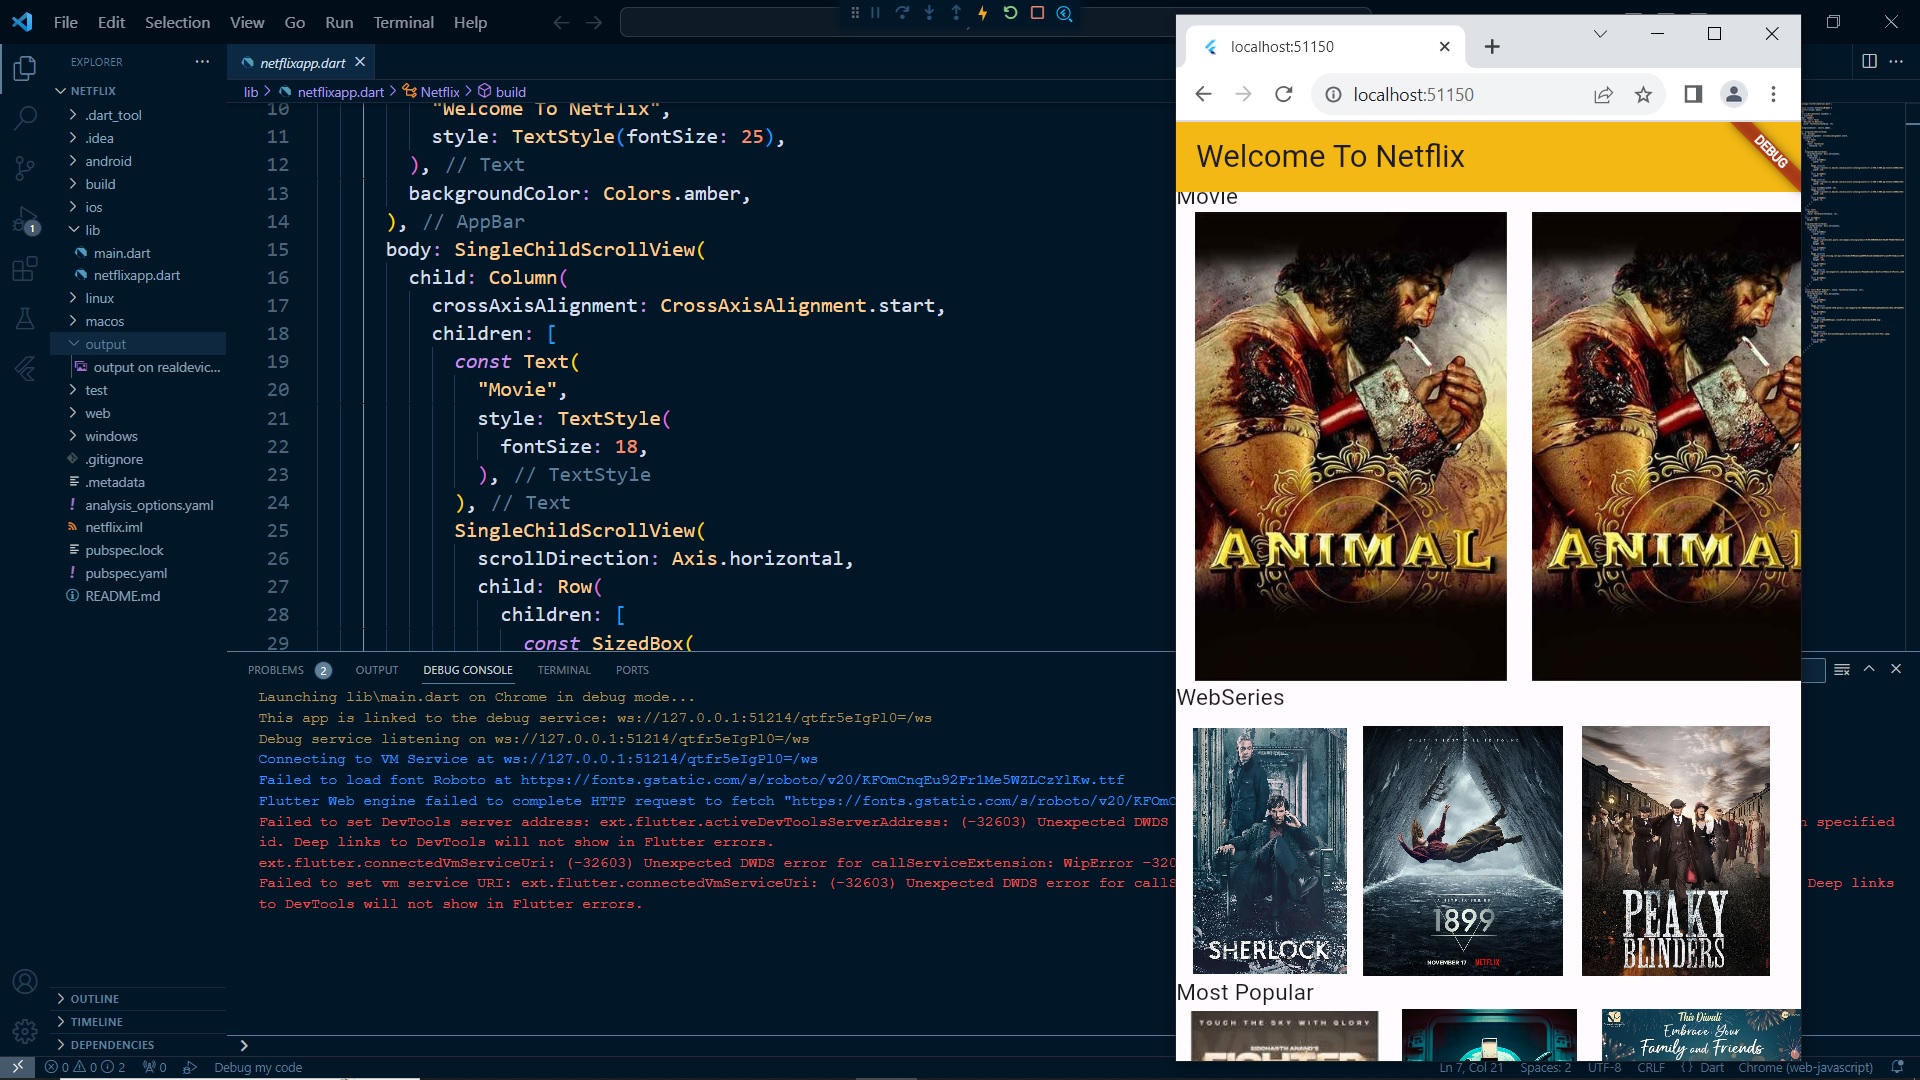 File Edit Selection View Go Run Terminal Help
EXPLORER
NETFLIX
.dart_tool
.idea
android
build
ios
lib
main.dart
netflixapp.dart
linux
macos
output
output on realdevic...
test
web
windows
.gitignore
.metadata
analysis_options.yaml
netflix.iml
pubspec.lock
pubspec.yaml
README.md
OUTLINE
TIMELINE
DEPENDENCIES
1
netflixapp.dart
lib > netflixapp.dart > Netflix > build
10 "Welcome To Netflix",
11 style: TextStyle(fontSize: 25),
12 ), // Text
13 backgroundColor: Colors.amber,
14 ), // AppBar
15 body: SingleChildScrollView(
16 child: Column(
17 crossAxisAlignment: CrossAxisAlignment.start,
18 children: [
19 const Text(
20 "Movie",
21 style: TextStyle(
22 fontSize: 18,
23 ), // TextStyle
24 ), // Text
25 SingleChildScrollView(
26 scrollDirection: Axis.horizontal,
27 child: Row(
28 children: [
29 const SizedBox(
PROBLEMS 2 OUTPUT DEBUG CONSOLE TERMINAL PORTS
Launching lib\main.dart on Chrome in debug mode...
This app is linked to the debug service: ws://127.0.0.1:51214/qtfr5eIgPl0=/ws
Debug service listening on ws://127.0.0.1:51214/qtfr5eIgPl0=/ws
Connecting to VM Service at ws://127.0.0.1:51214/qtfr5eIgPl0=/ws
Failed to load font Roboto at https://fonts.gstatic.com/s/roboto/v20/KFOmCnqEu92Fr1Me5WZLCzYlKw.ttf
Flutter Web engine failed to complete HTTP request to fetch "https://fonts.gstatic.com/s/roboto/v20/KFOmC
Failed to set DevTools server address: ext.flutter.activeDevToolsServerAddress: (-32603) Unexpected DWDS specified
id. Deep links to DevTools will not show in Flutter errors.
ext.flutter.connectedVmServiceUri: (-32603) Unexpected DWDS error for callServiceExtension: WipError -320
Failed to set vm service URI: ext.flutter.connectedVmServiceUri: (-32603) Unexpected DWDS error for callS Deep links
to DevTools will not show in Flutter errors.
0 0 2 0 Debug my code
Ln 7, Col 21 Spaces: 2 UTF-8 CRLF { } Dart Chrome (web-javascript)
localhost:51150
localhost:51150
Welcome To Netflix
DEBUG
Movie
ANIMAL
ANIMAL
WebSeries
SHERLOCK
1899
NOVEMBER 17 NETFLIX
PEAKY
BLINDERS
Most Popular
TOUCH THE SKY WITH GLORY
SIDDHARTH ANAND'S
FIGHTER
This Diwali
Embrace Your
Family and Friends